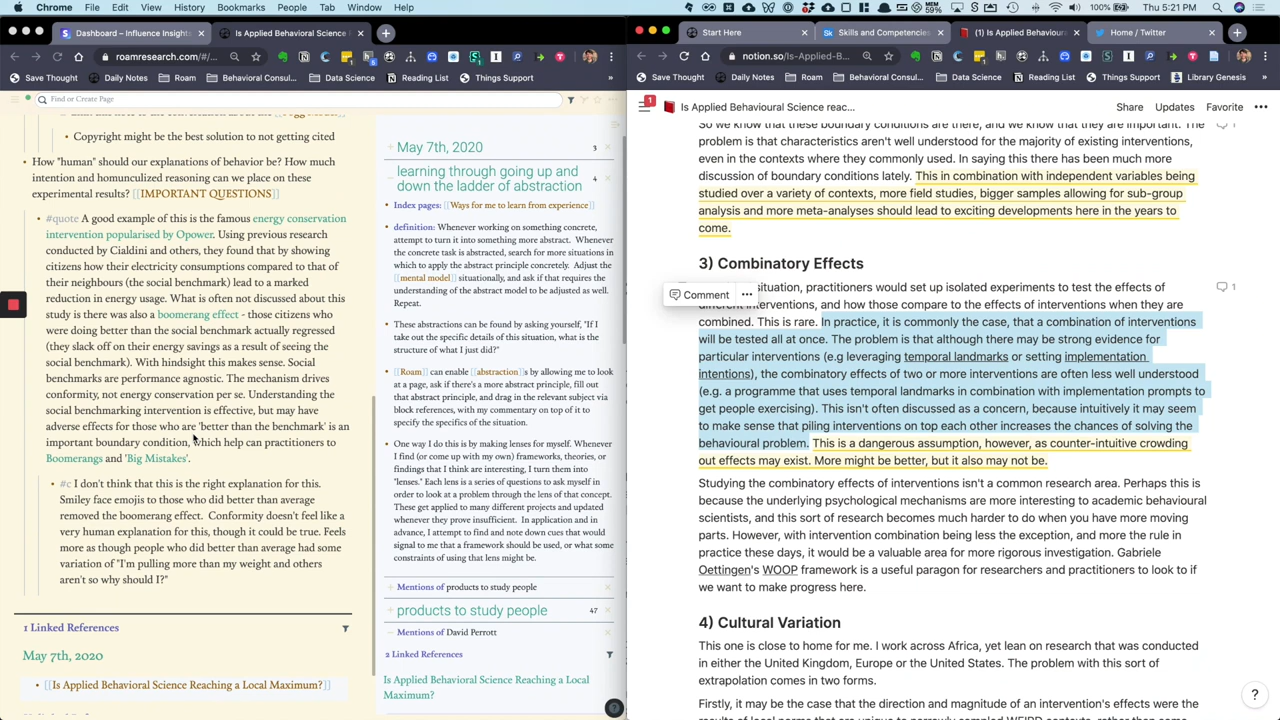 Chrome File Edit View History Bookmarks People Tab Window Help
MEM 59% 100% Thu 5:21 PM
Dashboard – Influence Insights
Is Applied Behavioral Science
roamresearch.com/#/...
Save Thought Daily Notes Roam Behavioral Consul... Data Science Reading List Things Support »
Find or Create Page
Copyright might be the best solution to not getting cited
How "human" should our explanations of behavior be? How much
intention and homunculized reasoning can we place on these
experimental results? [[IMPORTANT QUESTIONS]]
#quote A good example of this is the famous energy conservation
intervention popularised by Opower. Using previous research
conducted by Cialdini and others, they found that by showing
citizens how their electricity consumptions compared to that of
their neighbours (the social benchmark) lead to a marked
reduction in energy usage. What is often not discussed about this
study is there was also a boomerang effect - those citizens who
were doing better than the social benchmark actually regressed
(they slack off on their energy savings as a result of seeing the
social benchmark). With hindsight this makes sense. Social
benchmarks are performance agnostic. The mechanism drives
conformity, not energy conservation per se. Understanding the
social benchmarking intervention is effective, but may have
adverse effects for those who are 'better than the benchmark' is an
important boundary condition, which help can practitioners to
Boomerangs and 'Big Mistakes'.
#c I don't think that this is the right explanation for this.
Smiley face emojis to those who did better than average
removed the boomerang effect. Conformity doesn't feel like a
very human explanation for this, though it could be true. Feels
more as though people who did better than average had some
variation of "I'm pulling more than my weight and others
aren't so why should I?"
1 Linked References
May 7th, 2020
[[Is Applied Behavioral Science Reaching a Local Maximum?]]
May 7th, 2020 3
learning through going up and
down the ladder of abstraction 4
Index pages: [[Ways for me to learn from experience]]
definition: Whenever working on something concrete,
attempt to turn it into something more abstract. Whenever
the concrete task is abstracted, search for more situations in
which to apply the abstract principle concretely. Adjust the
[[mental model]] situationally, and ask if that requires the
understanding of the abstract model to be adjusted as well.
Repeat.
These abstractions can be found by asking yourself, "If I
take out the specific details of this situation, what is the
structure of what I just did?"
[[Roam]] can enable [[abstraction]]s by allowing me to look
at a page, ask if there's a more abstract principle, fill out
that abstract principle, and drag in the relevant subject via
block references, with my commentary on top of it to
specify the specifics of the situation.
One way I do this is by making lenses for myself. Whenever
I find (or come up with my own) frameworks, theories, or
findings that I think are interesting, I turn them into
"lenses." Each lens is a series of questions to ask myself in
order to look at a problem through the lens of that concept.
These get applied to many different projects and updated
whenever they prove insufficient. In application and in
advance, I attempt to find and note down cues that would
signal to me that a framework should be used, or what some
constraints of using that lens might be.
Mentions of products to study people
products to study people 47
Mentions of David Perrott
2 Linked References
Is Applied Behavioral Science Reaching a Local
Maximum?
Start Here
Skills and Competencies
(1) Is Applied Behavioural
Home / Twitter
notion.so/Is-Applied-B...
Save Thought Daily Notes Roam Behavioral Consul... Data Science Reading List Things Support Library Genesis »
1
Is Applied Behavioural Science reac...
Share Updates Favorite
So we know that these boundary conditions are there, and we know that they are important. The
problem is that characteristics aren't well understood for the majority of existing interventions,
even in the contexts where they commonly used. In saying this there has been much more
discussion of boundary conditions lately. This in combination with independent variables being
studied over a variety of contexts, more field studies, bigger samples allowing for sub-group
analysis and more meta-analyses should lead to exciting developments here in the years to
come.
3) Combinatory Effects
Comment
situation, practitioners would set up isolated experiments to test the effects of
different interventions, and how those compare to the effects of interventions when they are
combined. This is rare. In practice, it is commonly the case, that a combination of interventions
will be tested all at once. The problem is that although there may be strong evidence for
particular interventions (e.g leveraging temporal landmarks or setting implementation
intentions), the combinatory effects of two or more interventions are often less well understood
(e.g. a programme that uses temporal landmarks in combination with implementation prompts to
get people exercising). This isn't often discussed as a concern, because intuitively it may seem
to make sense that piling interventions on top each other increases the chances of solving the
behavioural problem. This is a dangerous assumption, however, as counter-intuitive crowding
out effects may exist. More might be better, but it also may not be.
1
Studying the combinatory effects of interventions isn't a common research area. Perhaps this is
because the underlying psychological mechanisms are more interesting to academic behavioural
scientists, and this sort of research becomes much harder to do when you have more moving
parts. However, with intervention combination being less the exception, and more the rule in
practice these days, it would be a valuable area for more rigorous investigation. Gabriele
Oettingen's WOOP framework is a useful paragon for researchers and practitioners to look to if
we want to make progress here.
4) Cultural Variation
This one is close to home for me. I work across Africa, yet lean on research that was conducted
in either the United Kingdom, Europe or the United States. The problem with this sort of
extrapolation comes in two forms.
Firstly, it may be the case that the direction and magnitude of an intervention's effects were the
?